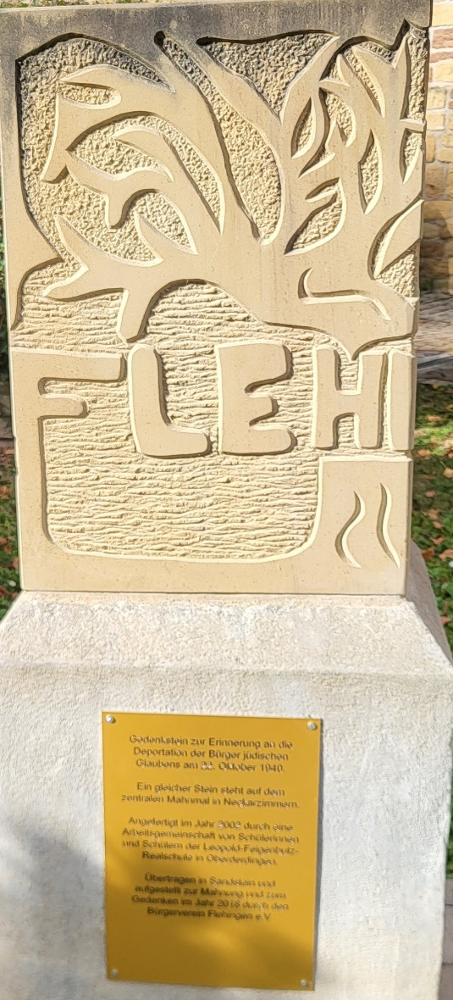 FLEHI
Gedenkstein zur Erinnerung an die
Deportation der Bürger jüdischen
Glaubens am 22. Oktober 1940.
Ein gleicher Stein steht auf dem
zentralen Mahnmal in Neckarzimmern.
Angefertigt im Jahr 2002 durch eine
Arbeitsgemeinschaft von Schülerinnen
und Schülern der Leopold-Feigenbutz-
Realschule in Oberderdingen.
Übertragen in Sandstein und
aufgestellt zur Mahnung und zum
Gedenken im Jahr 2018 durch den
Bürgerverein Flehingen e.V